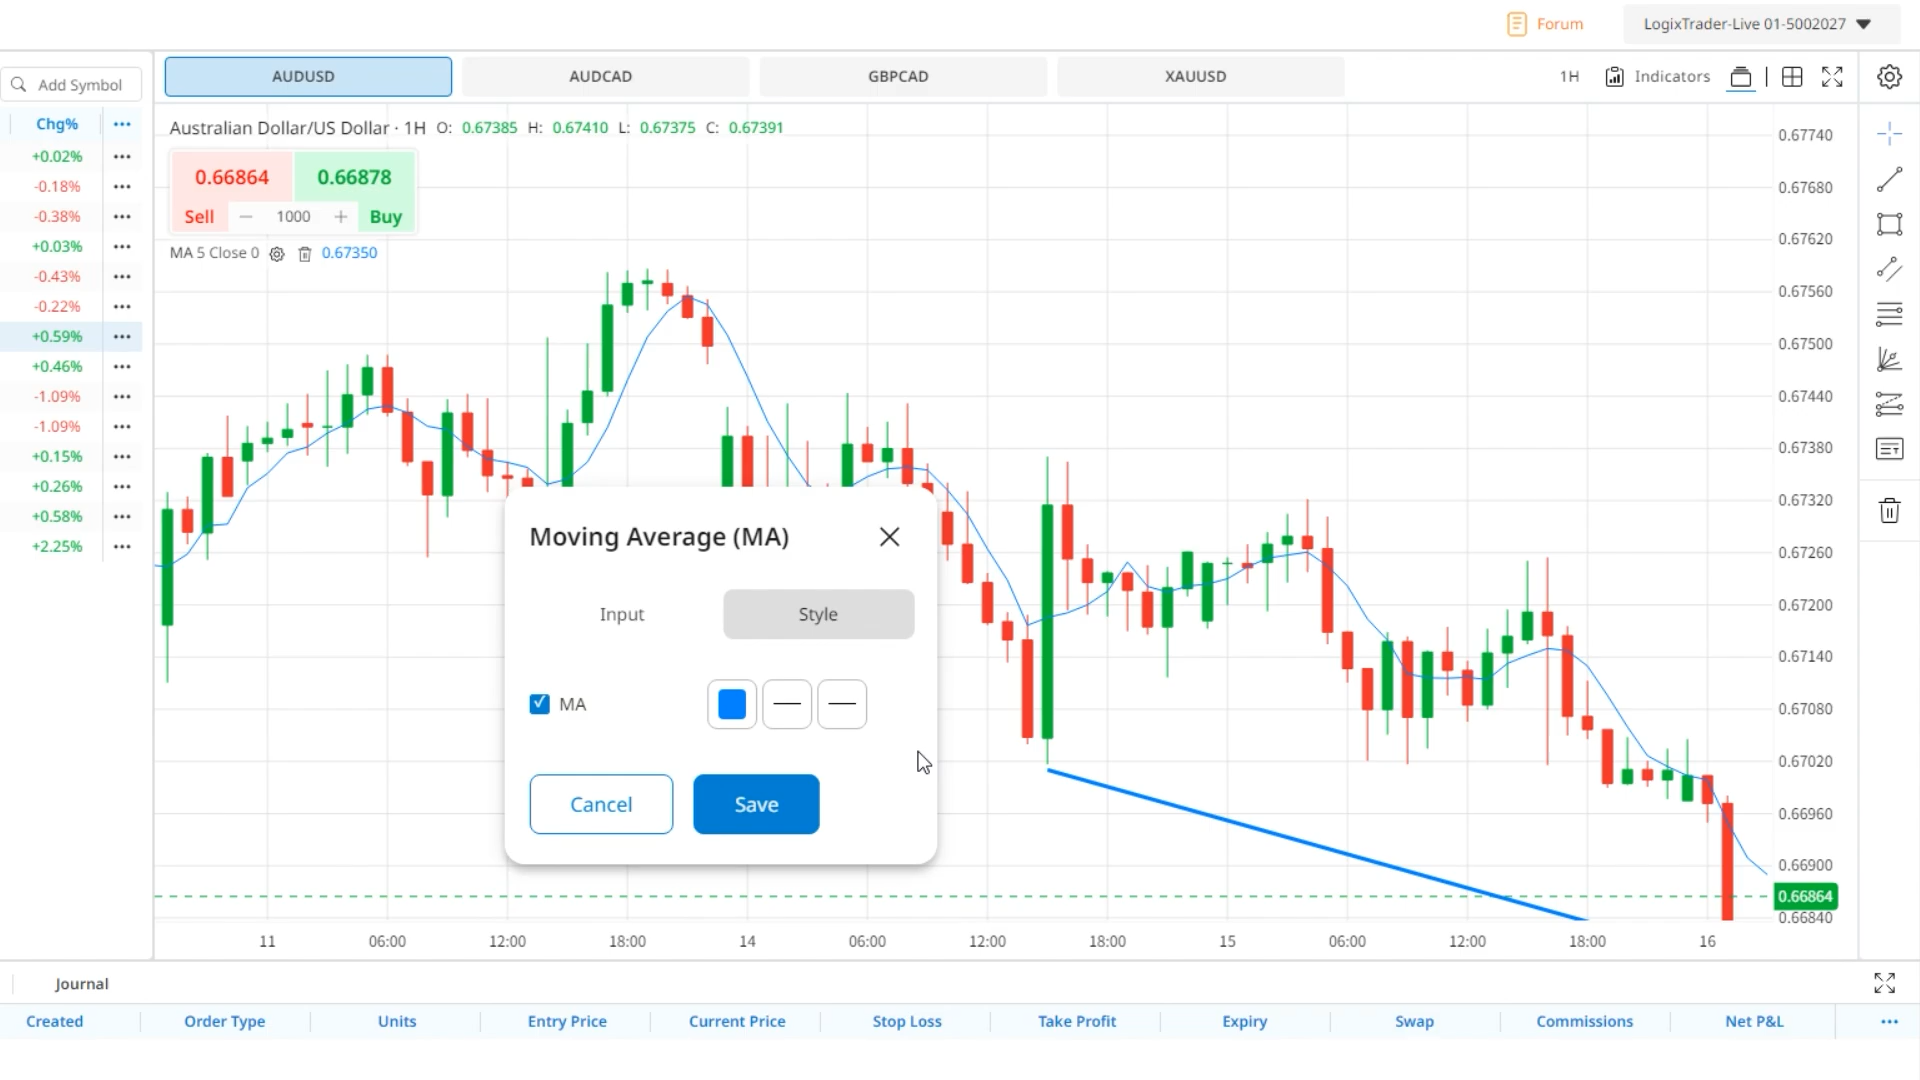 Forum
LogixTrader-Live 01-5002027
Add Symbol
AUDUSD
AUDCAD
GBPCAD
XAUUSD
1H
Indicators
Chg%
+0.02%
-0.18%
-0.38%
+0.03%
-0.43%
-0.22%
+0.59%
+0.46%
-1.09%
-1.09%
+0.15%
+0.26%
+0.58%
+2.25%
Australian Dollar/US Dollar · 1H O: 0.67385 H: 0.67410 L: 0.67375 C: 0.67391
0.66864 0.66878
Sell 1000 Buy
MA 5 Close 0 0.67350
Moving Average (MA)
Input Style
MA
Cancel Save
0.67740
0.67680
0.67620
0.67560
0.67500
0.67440
0.67380
0.67320
0.67260
0.67200
0.67140
0.67080
0.67020
0.66960
0.66900
0.66864
0.66840
11 06:00 12:00 18:00 14 06:00 12:00 18:00 15 06:00 12:00 18:00 16
Journal
Created Order Type Units Entry Price Current Price Stop Loss Take Profit Expiry Swap Commissions Net P&L